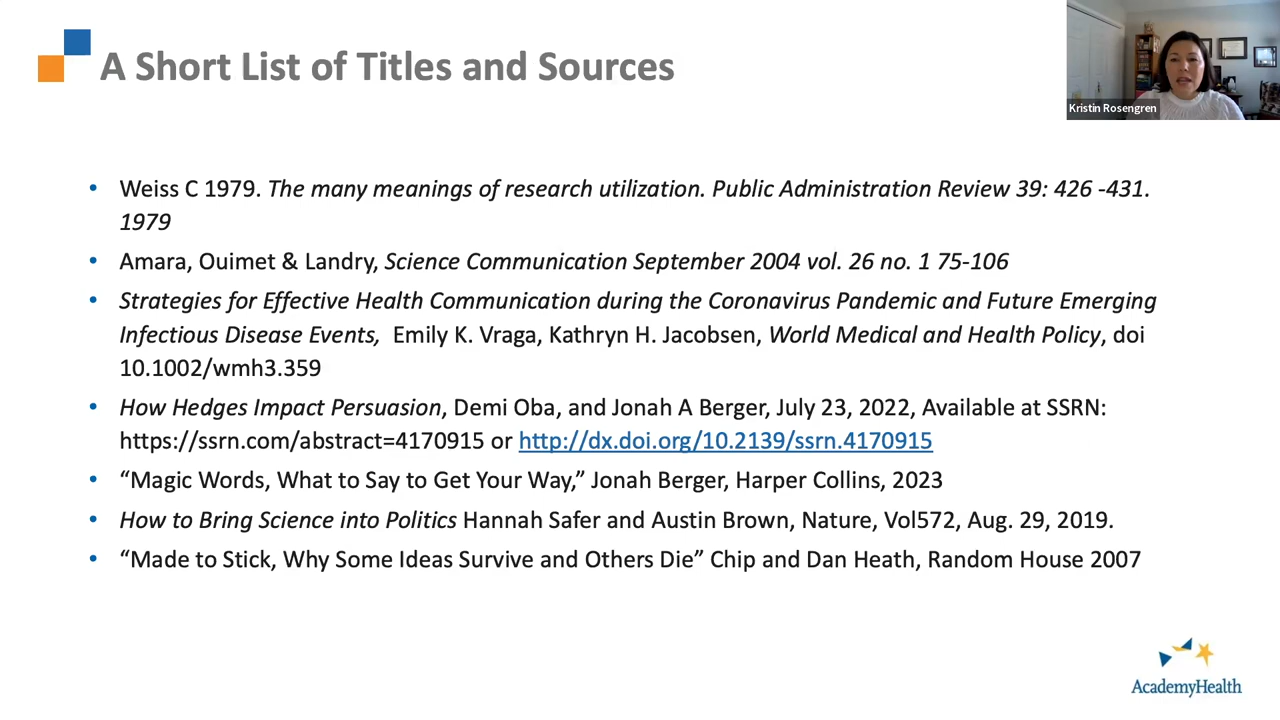 A Short List of Titles and Sources
Kristin Rosengren
• Weiss C 1979. The many meanings of research utilization. Public Administration Review 39: 426 -431.
1979
• Amara, Ouimet & Landry, Science Communication September 2004 vol. 26 no. 1 75-106
• Strategies for Effective Health Communication during the Coronavirus Pandemic and Future Emerging
Infectious Disease Events, Emily K. Vraga, Kathryn H. Jacobsen, World Medical and Health Policy, doi
10.1002/wmh3.359
• How Hedges Impact Persuasion, Demi Oba, and Jonah A Berger, July 23, 2022, Available at SSRN:
https://ssrn.com/abstract=4170915 or http://dx.doi.org/10.2139/ssrn.4170915
• “Magic Words, What to Say to Get Your Way,” Jonah Berger, Harper Collins, 2023
• How to Bring Science into Politics Hannah Safer and Austin Brown, Nature, Vol572, Aug. 29, 2019.
• “Made to Stick, Why Some Ideas Survive and Others Die” Chip and Dan Heath, Random House 2007
AcademyHealth